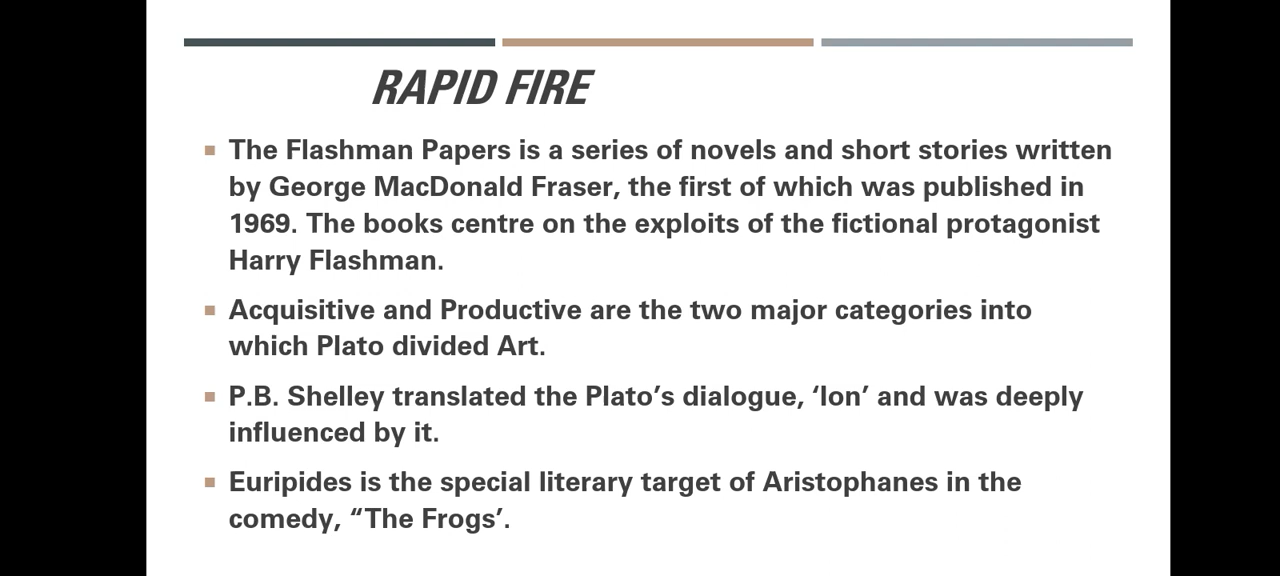 RAPID FIRE
The Flashman Papers is a series of novels and short stories written
by George MacDonald Fraser, the first of which was published in
1969. The books centre on the exploits of the fictional protagonist
Harry Flashman.
Acquisitive and Productive are the two major categories into
which Plato divided Art.
P.B. Shelley translated the Plato’s dialogue, ‘Ion’ and was deeply
influenced by it.
Euripides is the special literary target of Aristophanes in the
comedy, “The Frogs’.